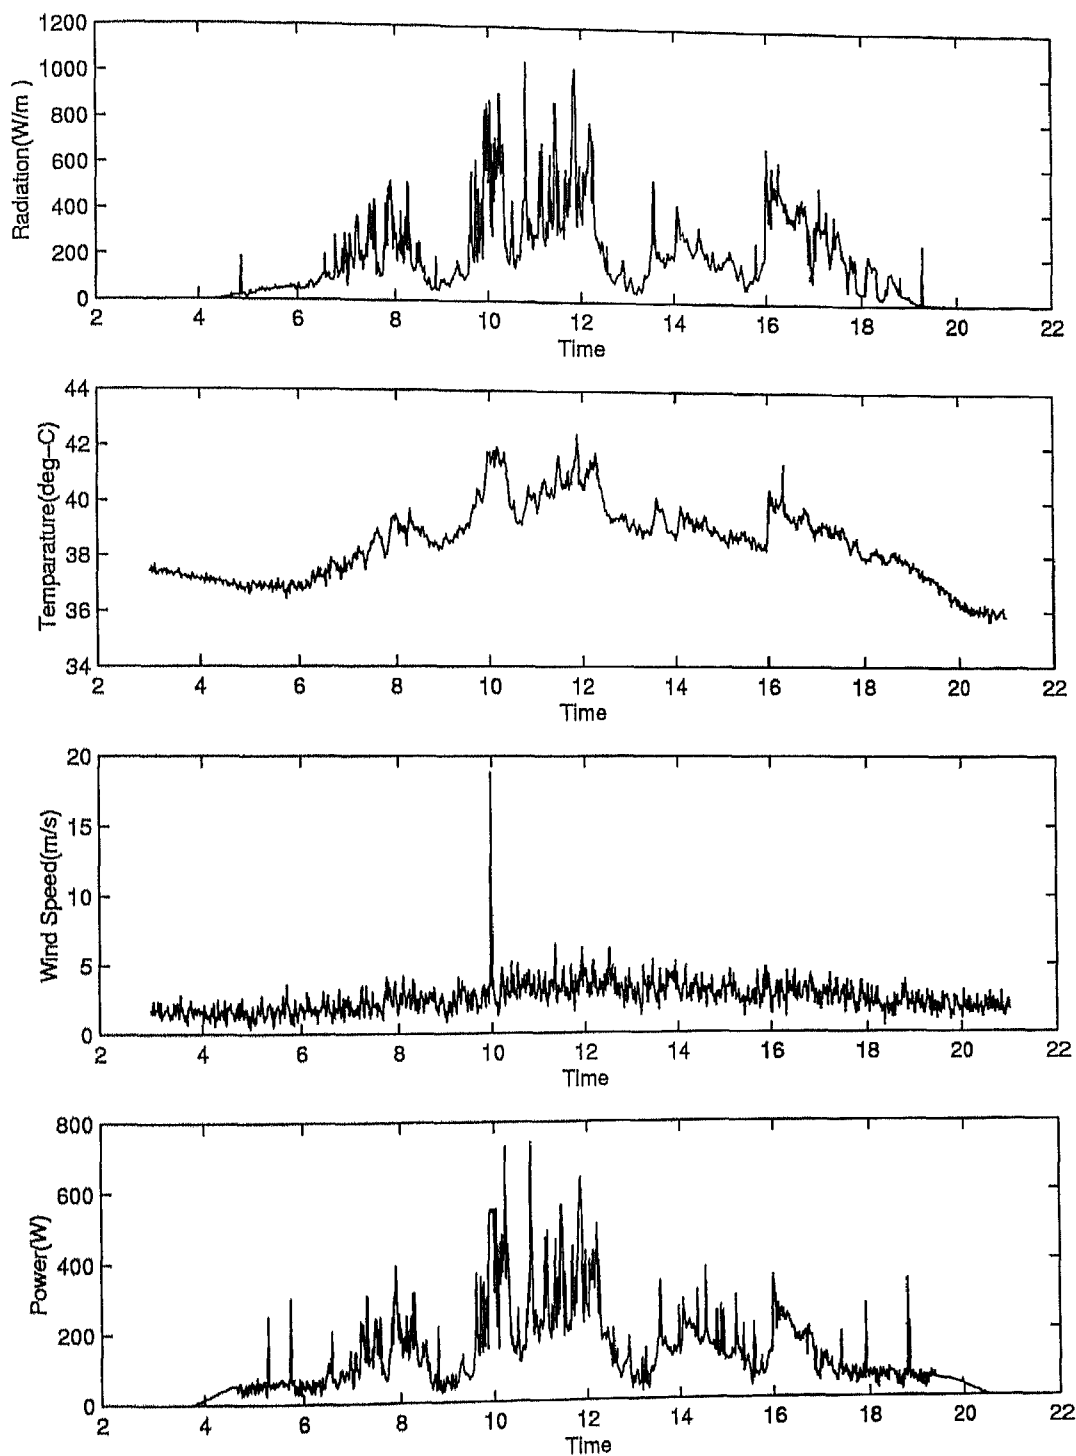 1200
1000
800
600
400
200
0
Radiation(W/m )
2 4 6 8 10 12 14 16 18 20 22
Time
44
42
40
38
36
34
Temparature(deg-C)
2 4 6 8 10 12 14 16 18 20 22
Time
20
15
10
5
0
Wind Speed(m/s)
2 4 6 8 10 12 14 16 18 20 22
Time
800
600
400
200
0
Power(W)
2 4 6 8 10 12 14 16 18 20 22
Time